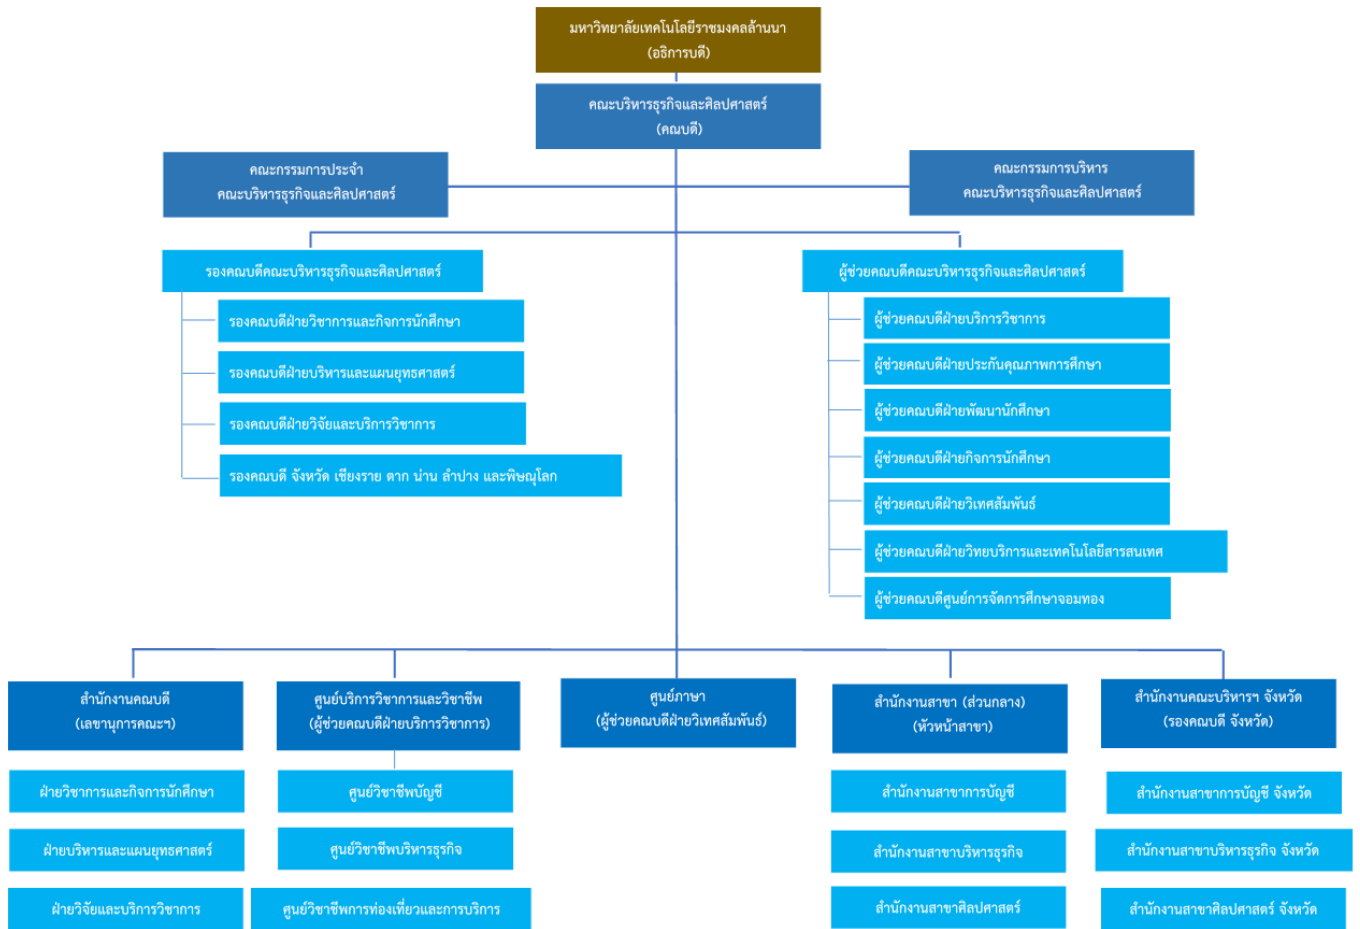 มหาวิทยาลัยเทคโนโลยีราชมงคลล้านนา
(อธิการบดี)
คณะบริหารธุรกิจและศิลปศาสตร์
(คณบดี)
คณะกรรมการประจำ
คณะบริหารธุรกิจและศิลปศาสตร์
คณะกรรมการบริหาร
คณะบริหารธุรกิจและศิลปศาสตร์
รองคณบดีคณะบริหารธุรกิจและศิลปศาสตร์
รองคณบดีฝ่ายวิชาการและกิจการนักศึกษา
รองคณบดีฝ่ายบริหารและแผนยุทธศาสตร์
รองคณบดีฝ่ายวิจัยและบริการวิชาการ
รองคณบดี จังหวัด เชียงราย ตาก น่าน ลำปาง และพิษณุโลก
ผู้ช่วยคณบดีคณะบริหารธุรกิจและศิลปศาสตร์
ผู้ช่วยคณบดีฝ่ายบริการวิชาการ
ผู้ช่วยคณบดีฝ่ายประกันคุณภาพการศึกษา
ผู้ช่วยคณบดีฝ่ายพัฒนานักศึกษา
ผู้ช่วยคณบดีฝ่ายกิจการนักศึกษา
ผู้ช่วยคณบดีฝ่ายวิเทศสัมพันธ์
ผู้ช่วยคณบดีฝ่ายวิทยบริการและเทคโนโลยีสารสนเทศ
ผู้ช่วยคณบดีศูนย์การจัดการศึกษาจอมทอง
สำนักงานคณบดี
(เลขานุการคณะฯ)
ฝ่ายวิชาการและกิจการนักศึกษา
ฝ่ายบริหารและแผนยุทธศาสตร์
ฝ่ายวิจัยและบริการวิชาการ
ศูนย์บริการวิชาการและวิชาชีพ
(ผู้ช่วยคณบดีฝ่ายบริการวิชาการ)
ศูนย์วิชาชีพบัญชี
ศูนย์วิชาชีพบริหารธุรกิจ
ศูนย์วิชาชีพการท่องเที่ยวและการบริการ
ศูนย์ภาษา
(ผู้ช่วยคณบดีฝ่ายวิเทศสัมพันธ์)
สำนักงานสาขา (ส่วนกลาง)
(หัวหน้าสาขา)
สำนักงานสาขาการบัญชี
สำนักงานสาขาบริหารธุรกิจ
สำนักงานสาขาศิลปศาสตร์
สำนักงานคณะบริหารฯ จังหวัด
(รองคณบดี จังหวัด)
สำนักงานสาขาการบัญชี จังหวัด
สำนักงานสาขาบริหารธุรกิจ จังหวัด
สำนักงานสาขาศิลปศาสตร์ จังหวัด